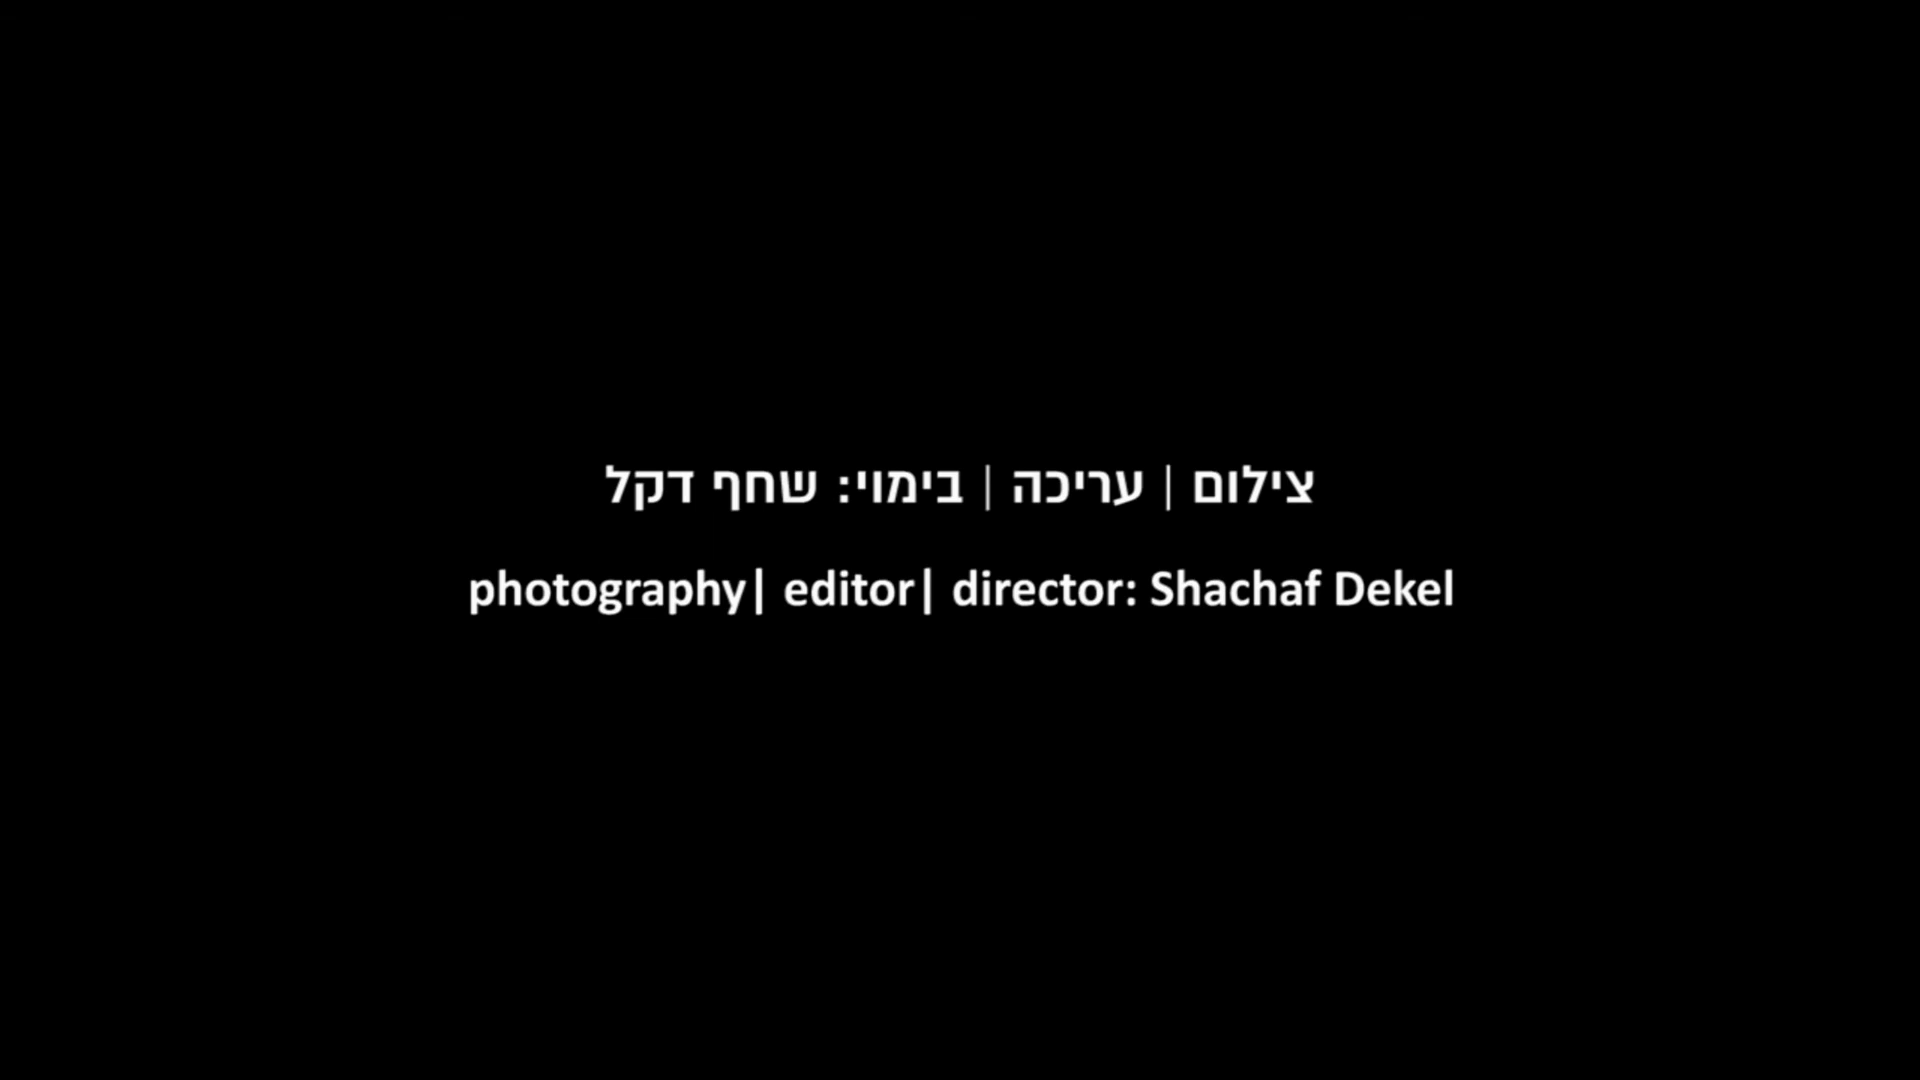 צילום | עריכה | בימוי: שחף דקל
photography| editor| director: Shachaf Dekel